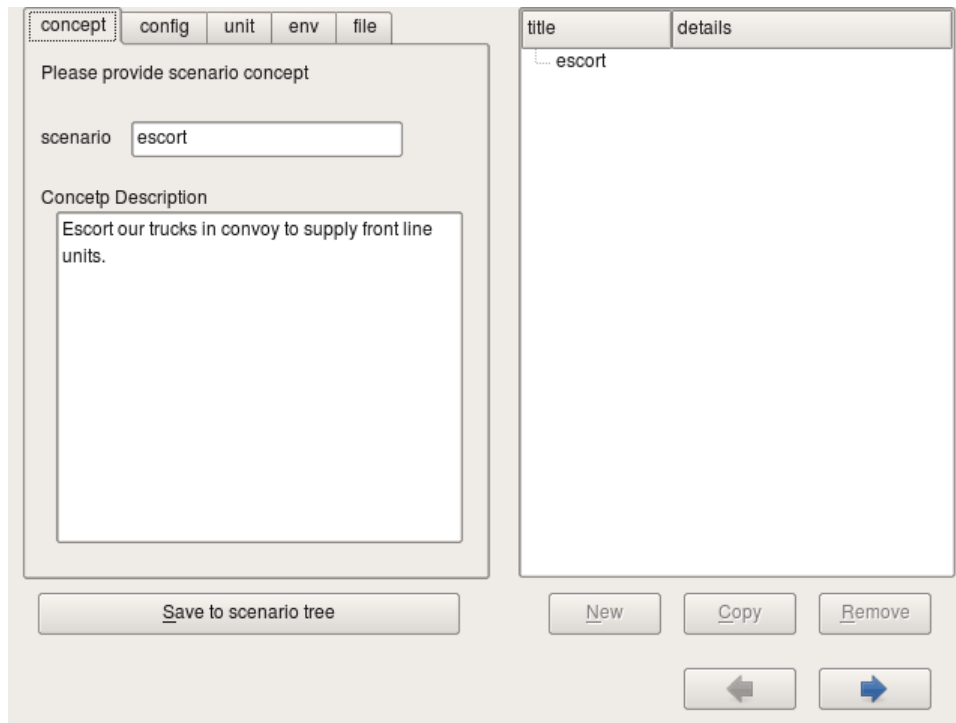 concept config unit env file
Please provide scenario concept
scenario escort
Concetp Description
Escort our trucks in convoy to supply front line
units.
Save to scenario tree
title details
escort
New Copy Remove